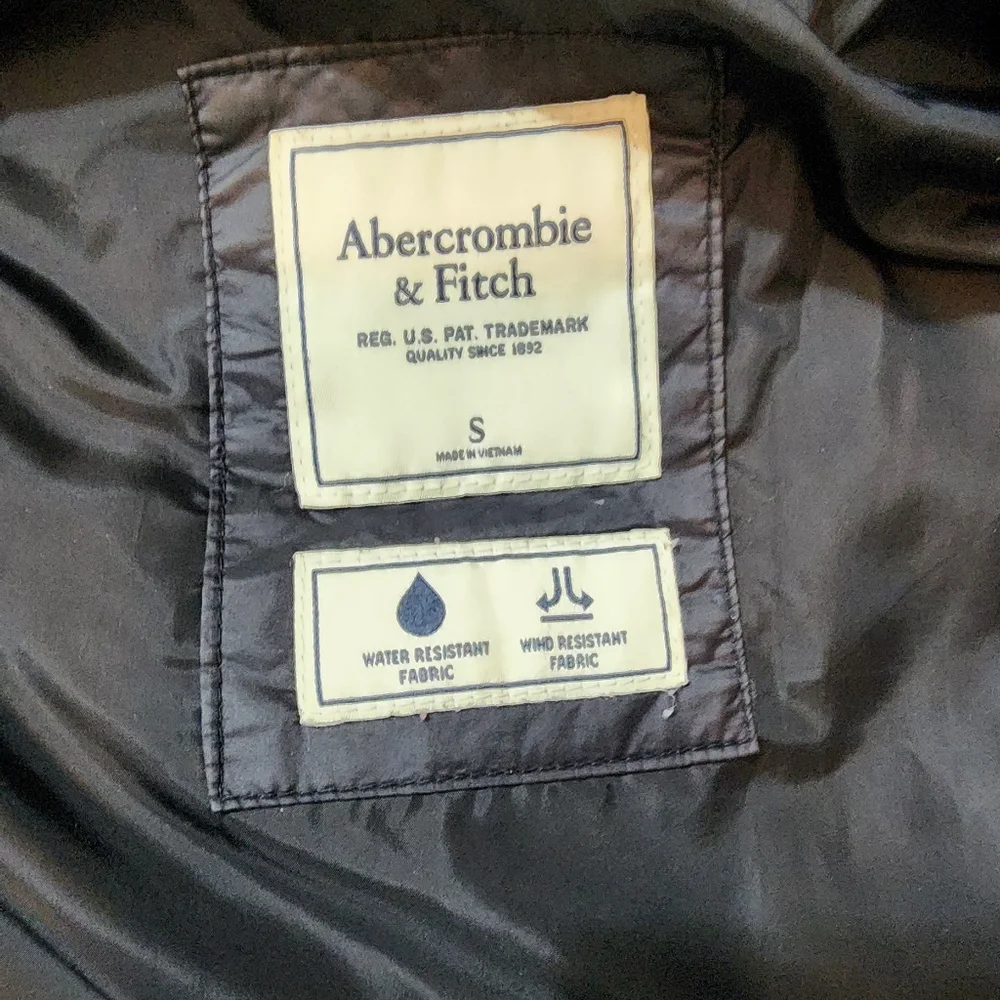 Abercrombie
& Fitch
REG. U.S. PAT. TRADEMARK
QUALITY SINCE 1892
S
MADE IN VIETNAM
WATER RESISTANT
FABRIC
WIND RESISTANT
FABRIC